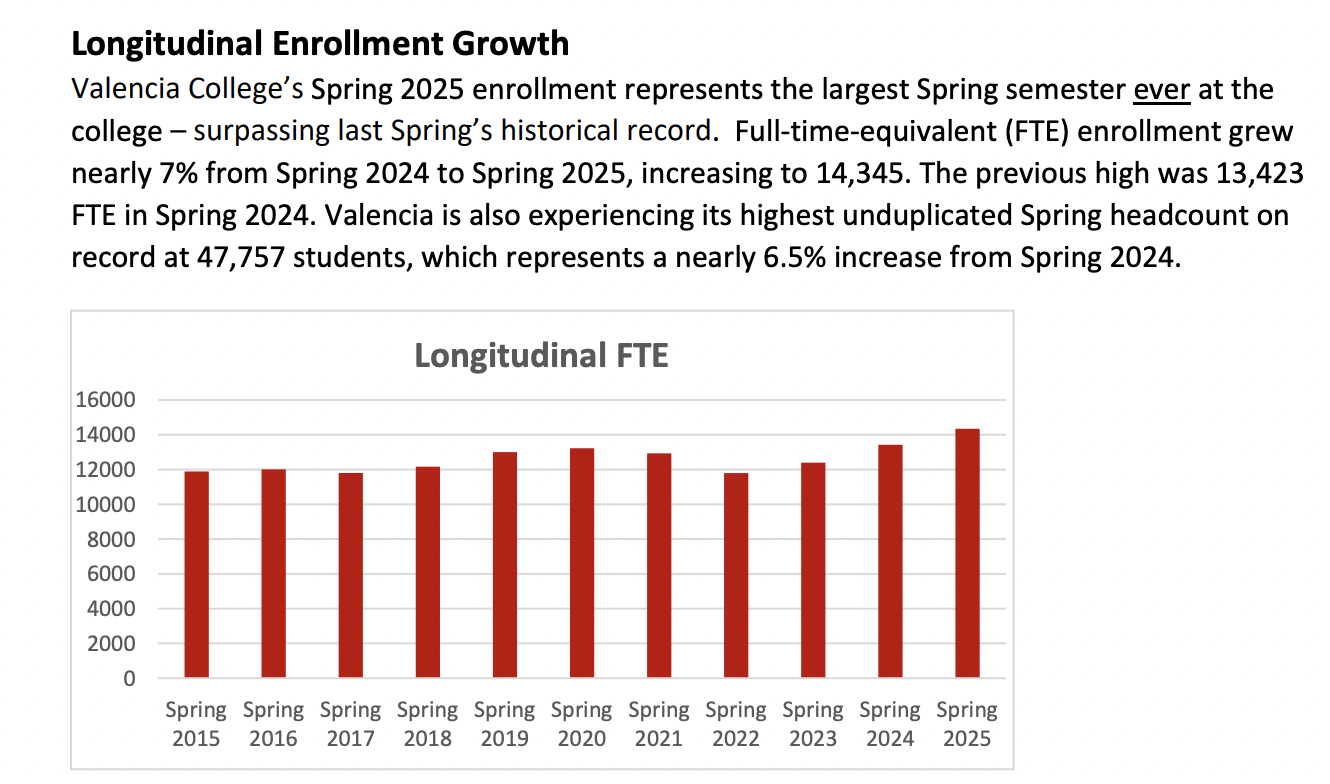 Longitudinal Enrollment Growth
Valencia College’s Spring 2025 enrollment represents the largest Spring semester ever at the
college – surpassing last Spring’s historical record.  Full-time-equivalent (FTE) enrollment grew
nearly 7% from Spring 2024 to Spring 2025, increasing to 14,345. The previous high was 13,423
FTE in Spring 2024. Valencia is also experiencing its highest unduplicated Spring headcount on
record at 47,757 students, which represents a nearly 6.5% increase from Spring 2024.
Longitudinal FTE
16000
14000
12000
10000
8000
6000
4000
2000
0
Spring Spring Spring Spring Spring Spring Spring Spring Spring Spring Spring
2015 2016 2017 2018 2019 2020 2021 2022 2023 2024 2025